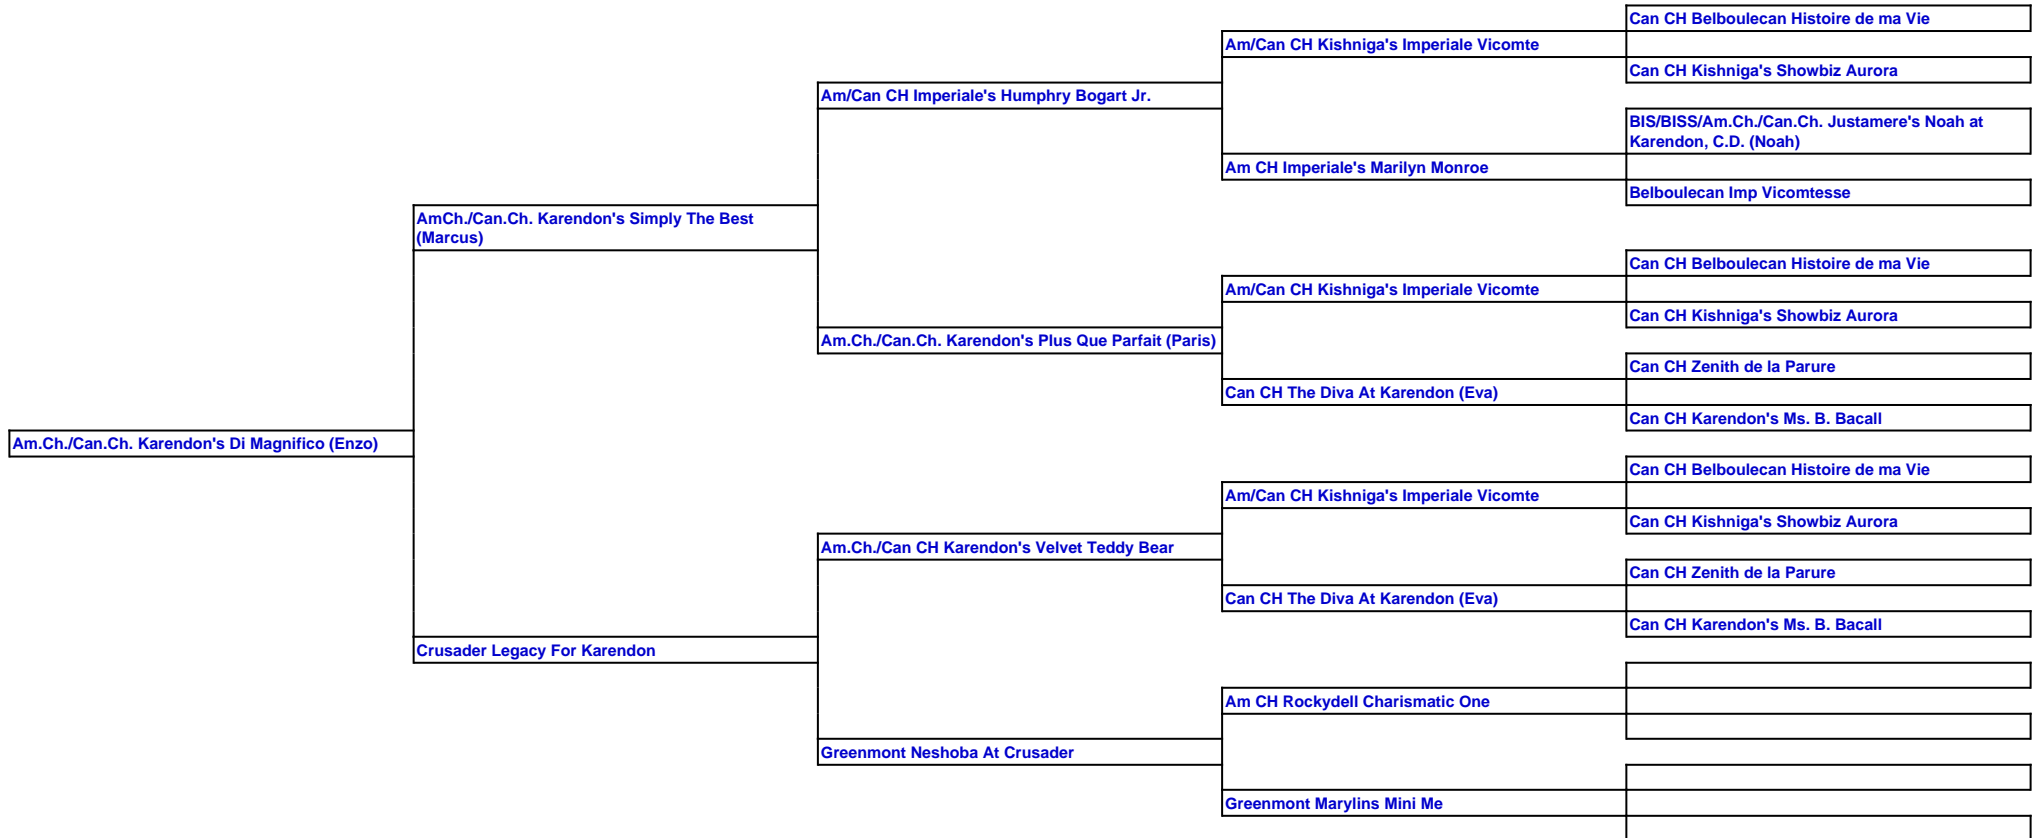 Can CH Belboulecan Histoire de ma Vie
Am/Can CH Kishniga's Imperiale Vicomte
Can CH Kishniga's Showbiz Aurora
Am/Can CH Imperiale's Humphry Bogart Jr.
BIS/BISS/Am.Ch./Can.Ch. Justamere's Noah at
Karendon, C.D. (Noah)
Am CH Imperiale's Marilyn Monroe
Belboulecan Imp Vicomtesse
AmCh./Can.Ch. Karendon's Simply The Best
(Marcus)
Can CH Belboulecan Histoire de ma Vie
Am/Can CH Kishniga's Imperiale Vicomte
Can CH Kishniga's Showbiz Aurora
Am.Ch./Can.Ch. Karendon's Plus Que Parfait (Paris)
Can CH Zenith de la Parure
Can CH The Diva At Karendon (Eva)
Can CH Karendon's Ms. B. Bacall
Am.Ch./Can.Ch. Karendon's Di Magnifico (Enzo)
Can CH Belboulecan Histoire de ma Vie
Am/Can CH Kishniga's Imperiale Vicomte
Can CH Kishniga's Showbiz Aurora
Am.Ch./Can CH Karendon's Velvet Teddy Bear
Can CH Zenith de la Parure
Can CH The Diva At Karendon (Eva)
Can CH Karendon's Ms. B. Bacall
Crusader Legacy For Karendon
Am CH Rockydell Charismatic One
Greenmont Neshoba At Crusader
Greenmont Marylins Mini Me